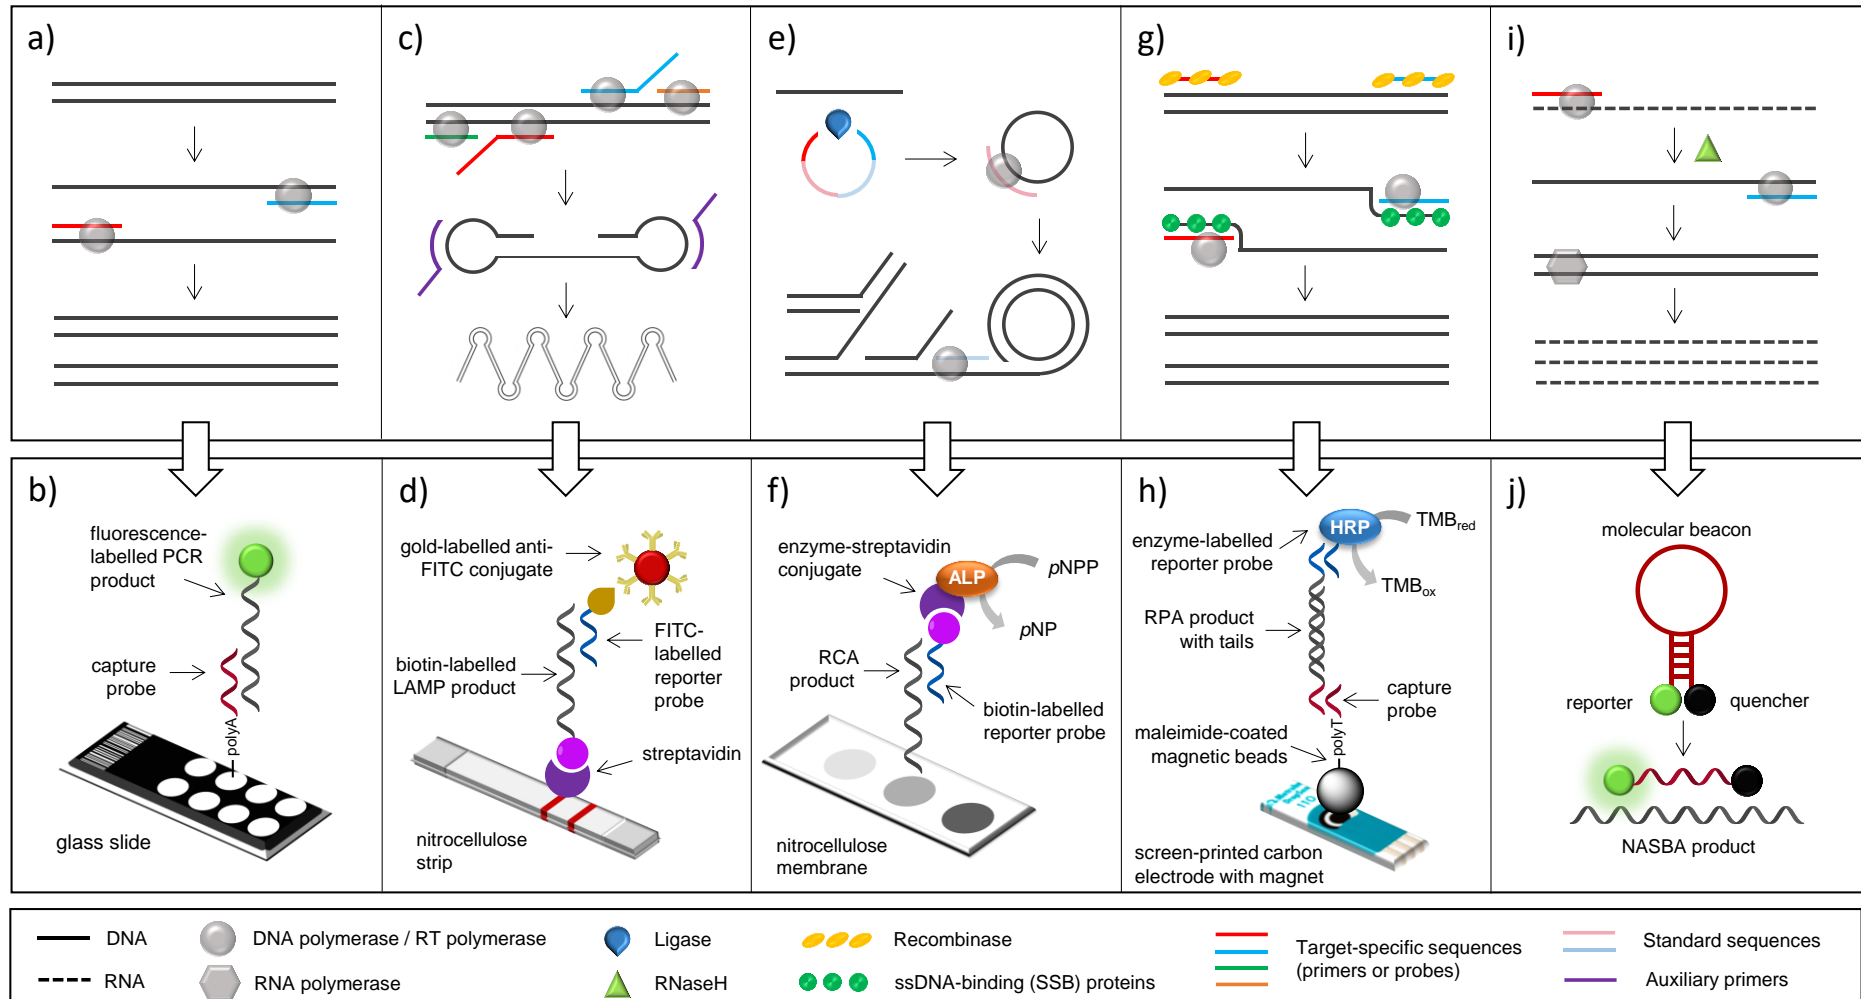 a)
c)
e)
g)
i)
b)
fluorescence-
labelled PCR
product
capture
probe
polyA
glass slide
d)
gold-labelled anti-
FITC conjugate
FITC-
labelled
reporter
probe
biotin-labelled
LAMP product
streptavidin
nitrocellulose
strip
f)
enzyme-streptavidin
conjugate
ALP
pNPP
pNP
RCA
product
biotin-labelled
reporter probe
nitrocellulose
membrane
h)
enzyme-labelled
reporter probe
HRP
TMBred
TMBox
RPA product
with tails
capture
probe
polyT
maleimide-coated
magnetic beads
110
screen-printed carbon
electrode with magnet
j)
molecular beacon
reporter
quencher
NASBA product
DNA
RNA
DNA polymerase / RT polymerase
RNA polymerase
Ligase
RNaseH
Recombinase
ssDNA-binding (SSB) proteins
Target-specific sequences
(primers or probes)
Standard sequences
Auxiliary primers